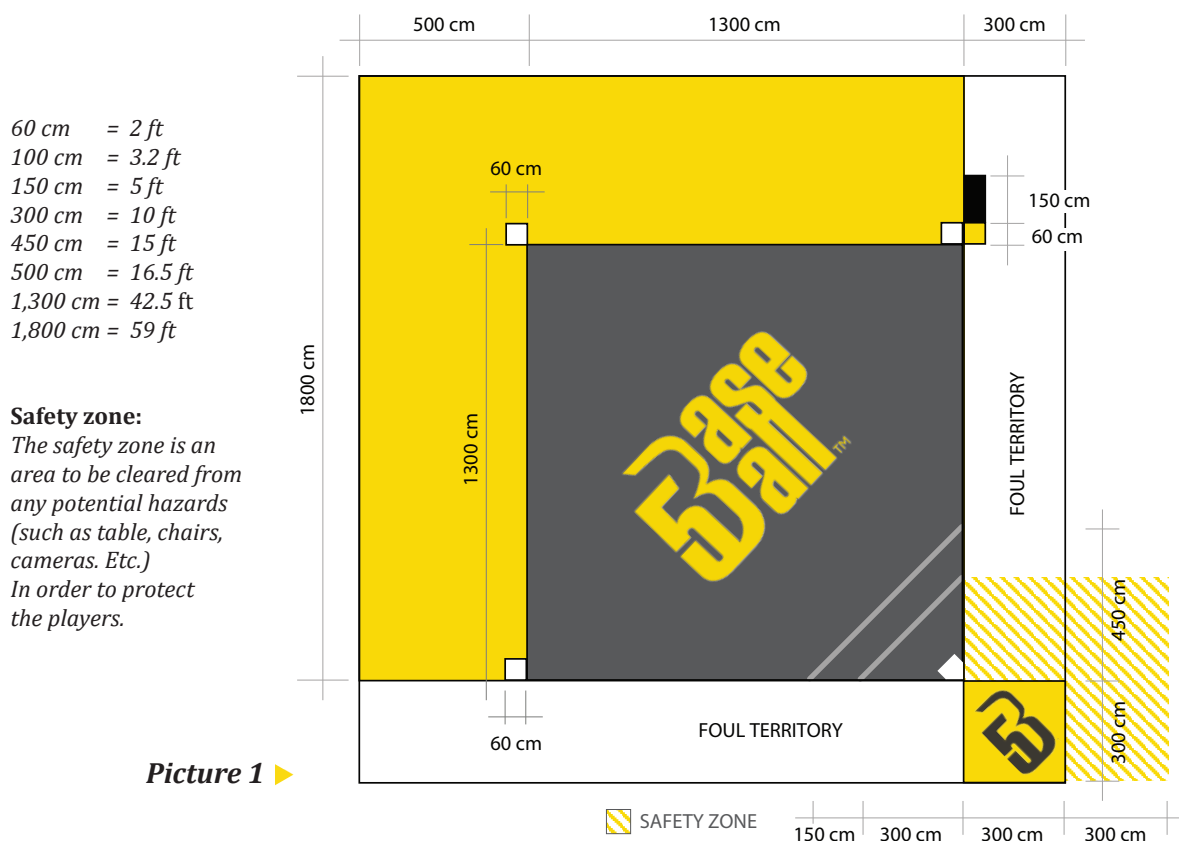 500 cm
1300 cm
300 cm
60 cm = 2 ft
100 cm = 3.2 ft
150 cm = 5 ft
300 cm = 10 ft
450 cm = 15 ft
500 cm = 16.5 ft
1,300 cm = 42.5 ft
1,800 cm = 59 ft
60 cm
150 cm
60 cm
1800 cm
1300 cm
Base
5 Ball
TM
FOUL TERRITORY
Safety zone:
The safety zone is an
area to be cleared from
any potential hazards
(such as table, chairs,
cameras. Etc.)
In order to protect
the players.
450 cm
300 cm
B5
60 cm
FOUL TERRITORY
Picture 1
SAFETY ZONE
150 cm
300 cm
300 cm
300 cm